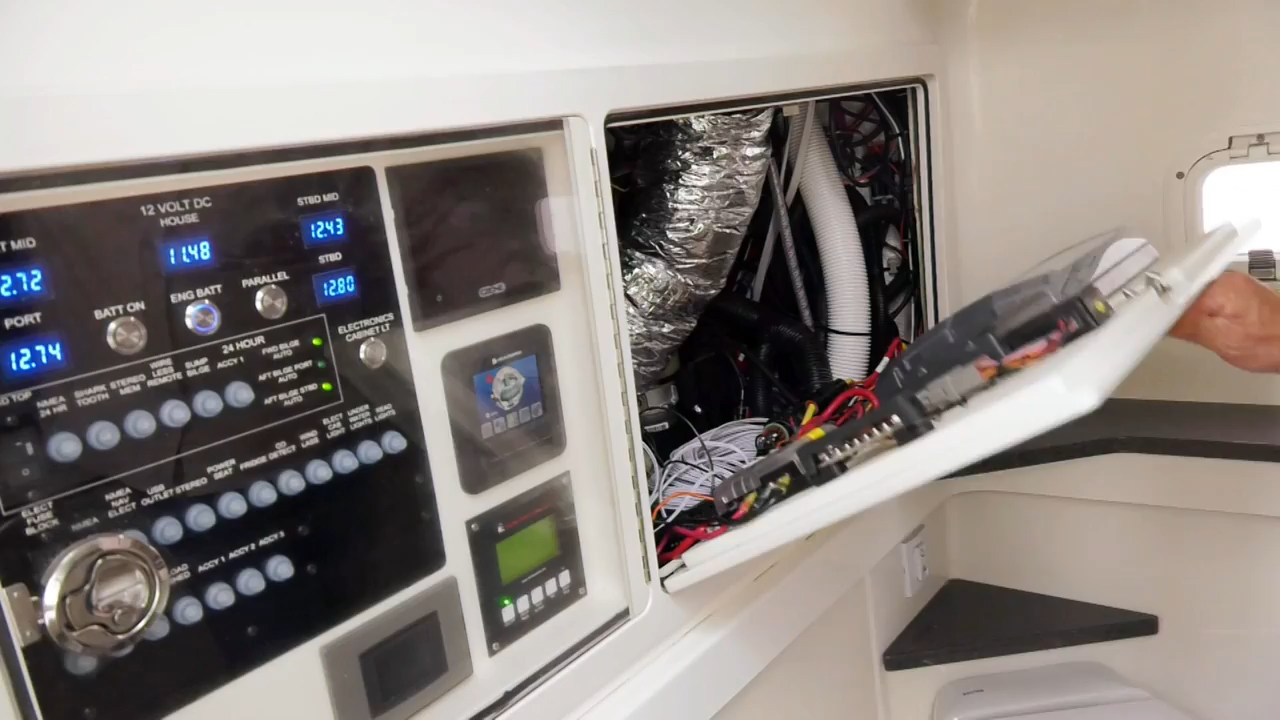 T MID
2.72
PORT
12.74
12 VOLT DC
HOUSE
11.48
STBD MID
12.43
STBD
12.80
BATT ON
ENG BATT
PARALLEL
ELECTRONICS
CABINET LT
24 HOUR
NMEA
24 HR
SHARK
TOOTH
STEREO
MEM
WIRE
LESS
REMOTE
SUMP
BILGE
ACCY 1
FWD BILGE
AUTO
AFT BILGE PORT
AUTO
AFT BILGE STBD
AUTO
ELECT
FUSE
BLOCK
NMEA
NMEA
NAV
ELECT
USB
OUTLET
STEREO
POWER
SEAT
FRIDGE
CO
DETECT
WIND
LASS
ELECT
CAB
LIGHT
UNDER
WATER
LIGHTS
READ
LIGHTS
ACCY 1
ACCY 2
ACCY 3